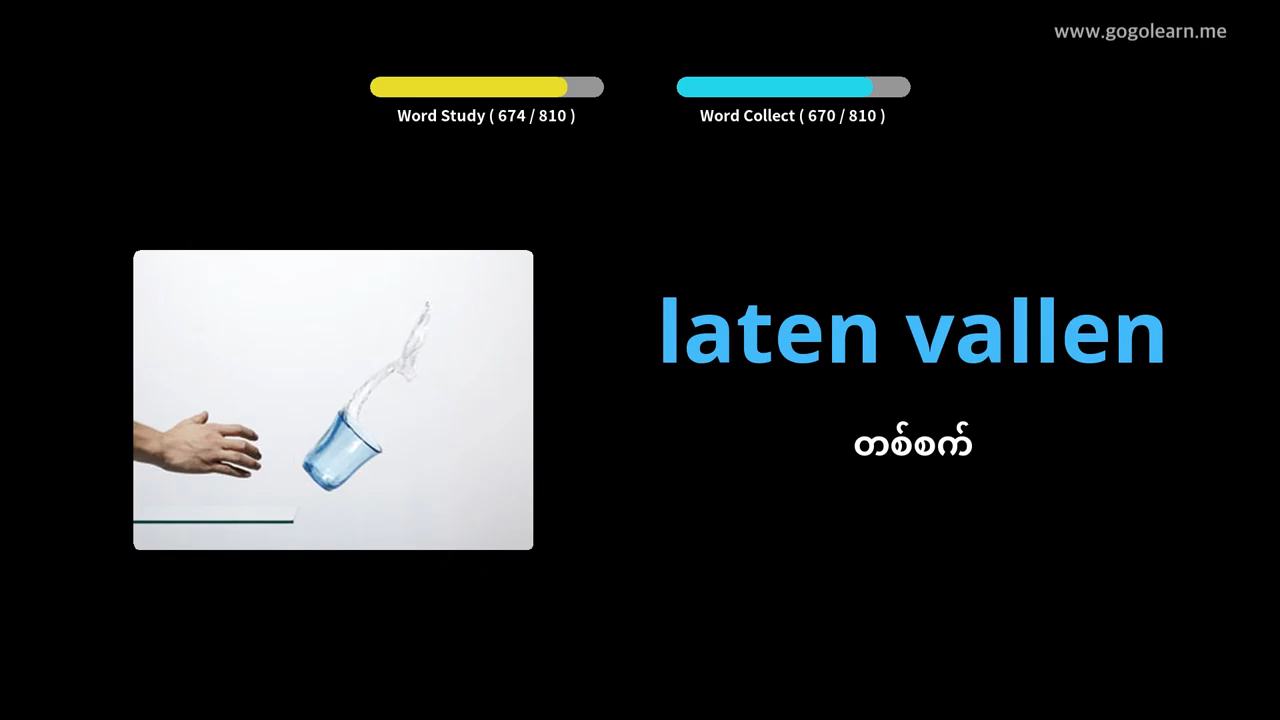 www.gogolearn.me
Word Study ( 674 / 810 )
Word Collect ( 670 / 810 )
laten vallen
တစ်စက်